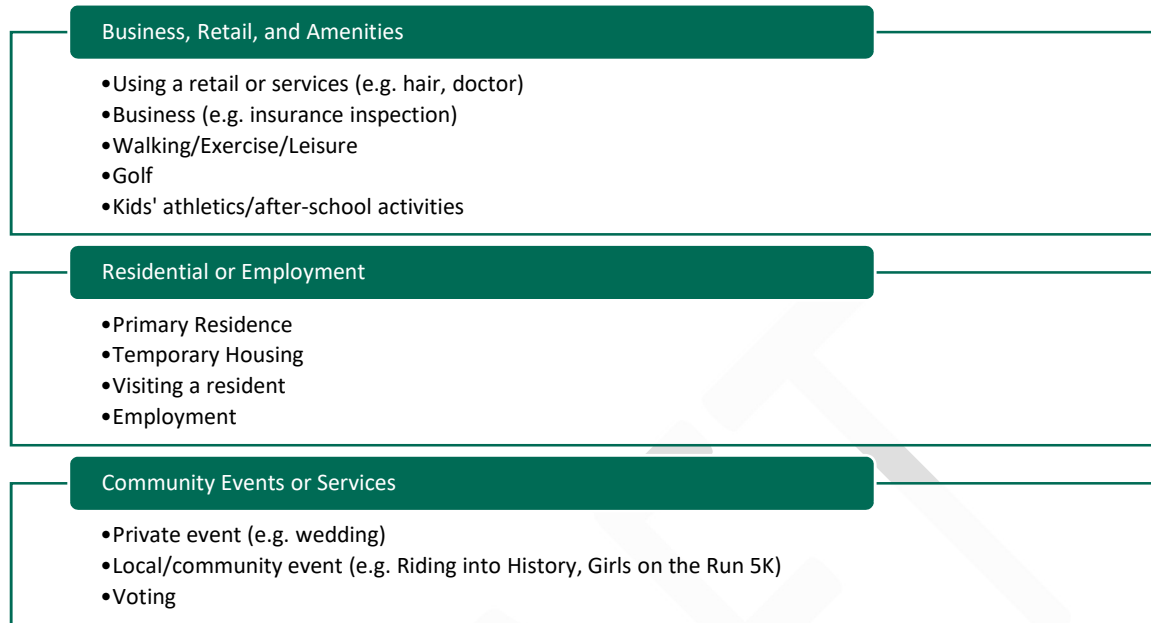 Business, Retail, and Amenities
•Using a retail or services (e.g. hair, doctor)
•Business (e.g. insurance inspection)
•Walking/Exercise/Leisure
•Golf
•Kids' athletics/after-school activities
Residential or Employment
•Primary Residence
•Temporary Housing
•Visiting a resident
•Employment
Community Events or Services
•Private event (e.g. wedding)
•Local/community event (e.g. Riding into History, Girls on the Run 5K)
•Voting